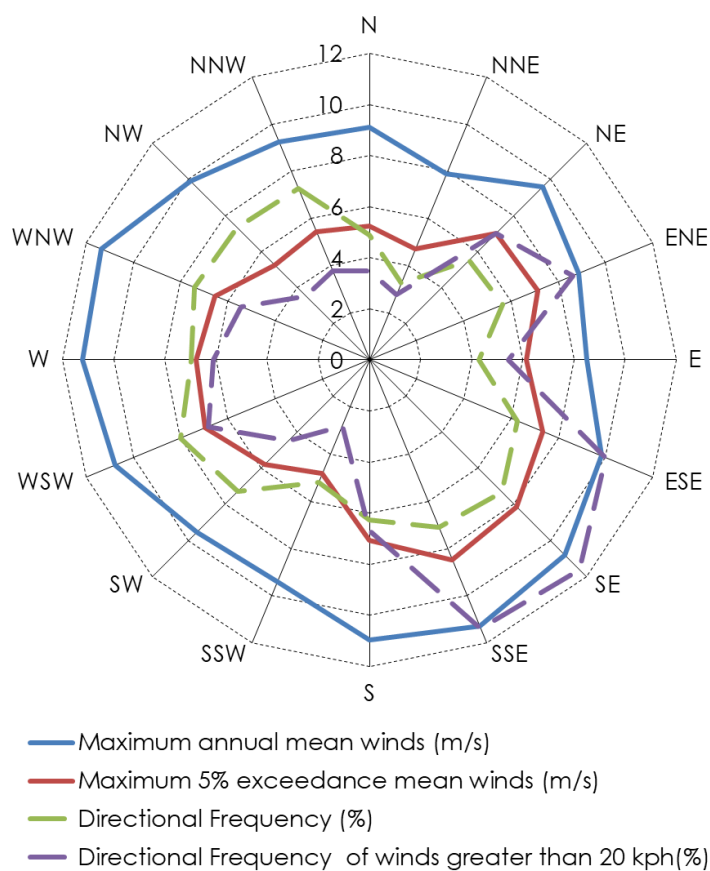 N
12
NNW
NNE
10
NW
NE
8
6
WNW
ENE
4
2
W
0
E
WSW
ESE
SW
SE
SSW
SSE
S
Maximum annual mean winds (m/s)
Maximum 5% exceedance mean winds (m/s)
Directional Frequency (%)
Directional Frequency of winds greater than 20 kph(%)